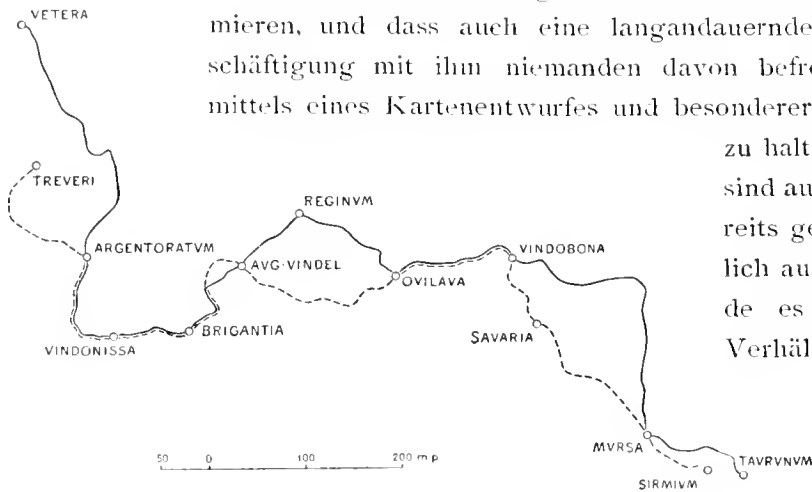 mieren, und dass auch eine langandauernde
schäftigung mit ihm niemanden davon befr
mittels eines Kartenentwurfes und besonderer
zu halt
sind au
reits ge
lich au
de es
Verhäl
VETERA
TREVERI
REGINVM
ARGENTORATVM
AVG·VINDEL
VINDOBONA
OVILAVA
VINDONISSA
BRIGANTIA
SAVARIA
MVRSA
TAVRVNVM
SIRMIVM
50 0 100 200 m p